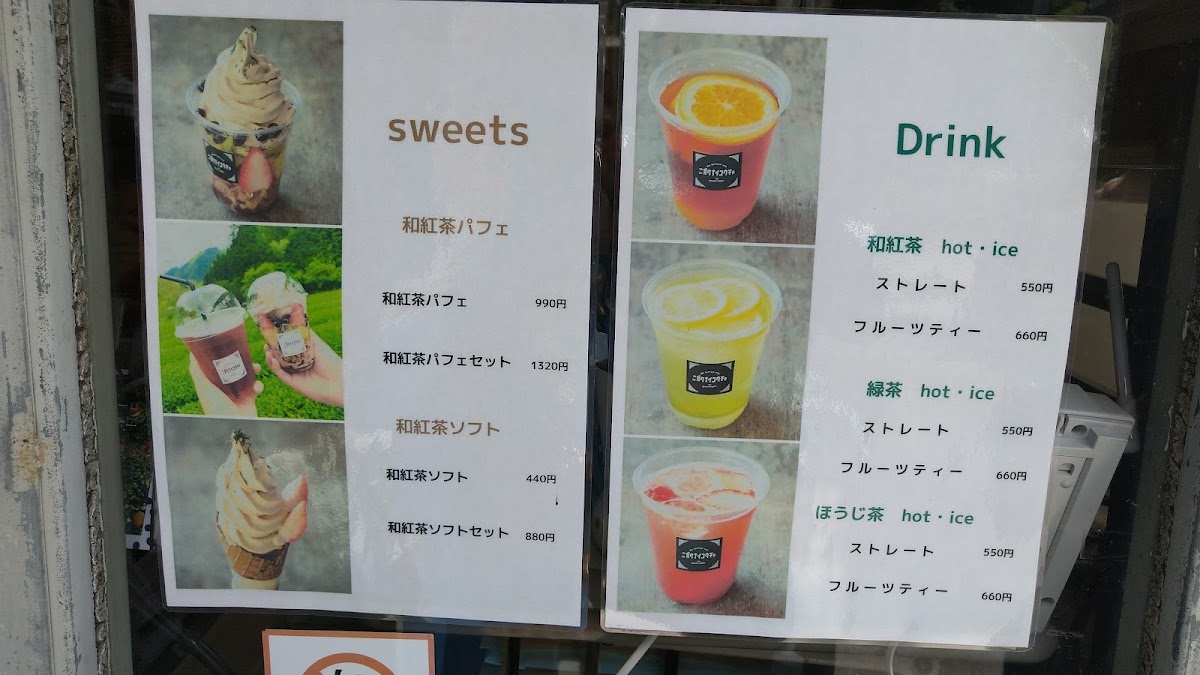 sweets
和紅茶パフェ
和紅茶パフェ 990円
和紅茶パフェセット 1320円
和紅茶ソフト
和紅茶ソフト 440円
和紅茶ソフトセット 880円
Drink
和紅茶 hot・ice
ストレート 550円
フルーツティー 660円
緑茶 hot・ice
ストレート 550円
フルーツティー 660円
ほうじ茶 hot・ice
ストレート 550円
フルーツティー 660円